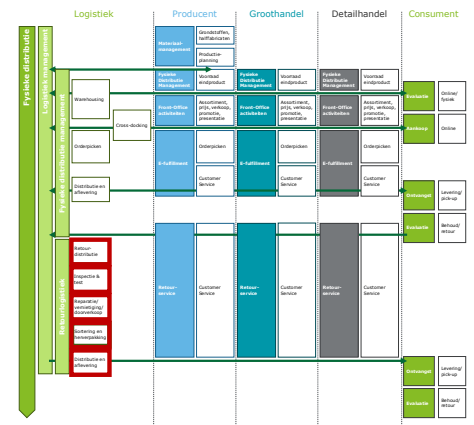 Logistiek
Producent
Groothandel
Detailhandel
Consument
Fysieke distributie
Logistiek management
Fysieke distributie management
Retourlogistiek
Warehousing
Cross-docking
Orderpicken
Distributie en
aflevering
Retour-
distributie
Inspectie &
test
Reparatie/
vernietiging/
doorverkoop
Sortering en
herverpakking
Distributie en
aflevering
Materiaal-
management
Grondstoffen,
halffabricaten
Productie-
planning
Fysieke
Distributie
Management
Voorraad
eindproduct
Front-Office
activiteiten
Assortiment,
prijs, verkoop,
promotie,
presentatie
E-fulfillment
Orderpicken
Customer
Service
Retour-
service
Customer
Service
Fysieke
Distributie
Management
Voorraad
eindproduct
Front-Office
activiteiten
Assortiment,
prijs, verkoop,
promotie,
presentatie
E-fulfillment
Orderpicken
Customer
Service
Retour-
service
Customer
Service
Fysieke
Distributie
Management
Voorraad
eindproduct
Front-Office
activiteiten
Assortiment,
prijs, verkoop,
promotie,
presentatie
E-fulfillment
Orderpicken
Customer
Service
Retour-
service
Customer
Service
Evaluatie
Online/
fysiek
Aankoop
Online
Ontvangst
Levering/
pick-up
Evaluatie
Behoud/
retour
Ontvangst
Levering/
pick-up
Evaluatie
Behoud/
retour